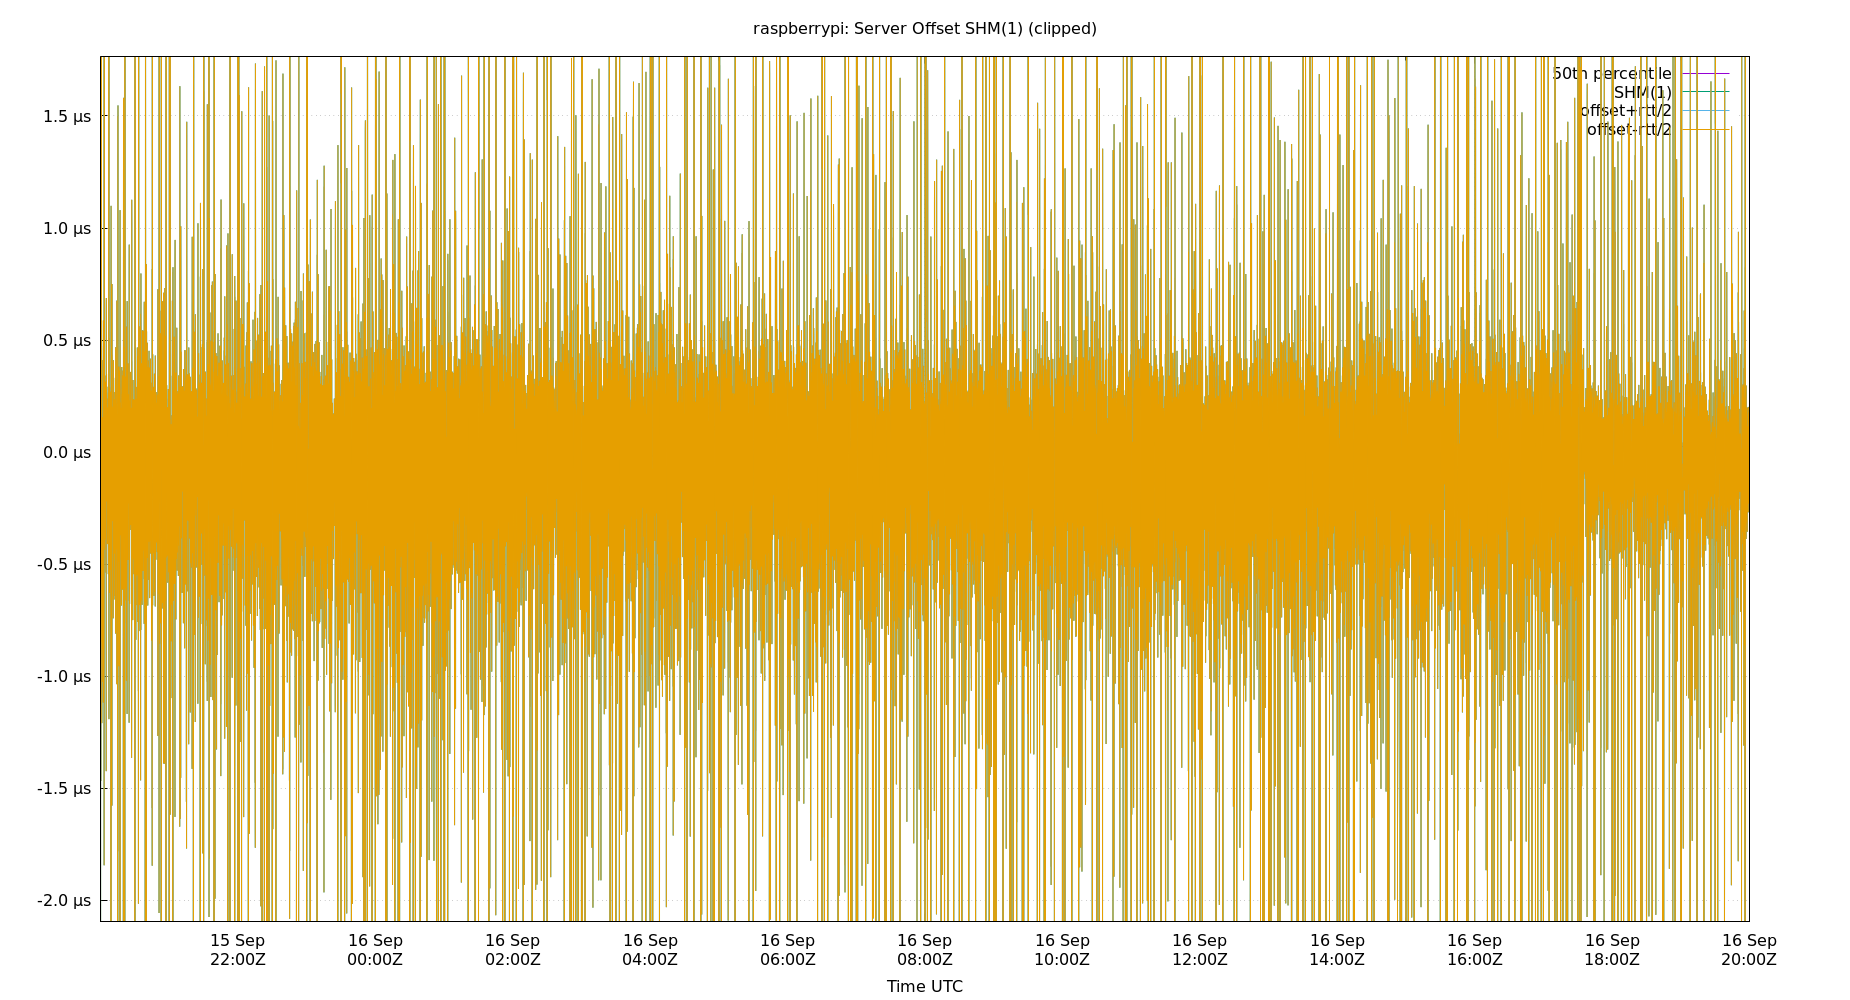 raspberrypi: Server Offset SHM(1) (clipped)
50th percentile
SHM(1)
offset+rtt/2
offset-rtt/2
1.5 µs
1.0 µs
0.5 µs
0.0 µs
-0.5 µs
-1.0 µs
-1.5 µs
-2.0 µs
15 Sep 16 Sep 16 Sep 16 Sep 16 Sep 16 Sep 16 Sep 16 Sep 16 Sep 16 Sep 16 Sep 16 Sep
22:00Z 00:00Z 02:00Z 04:00Z 06:00Z 08:00Z 10:00Z 12:00Z 14:00Z 16:00Z 18:00Z 20:00Z
Time UTC